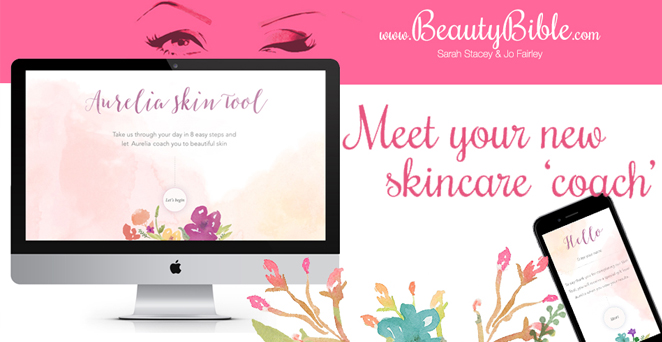 www.BeautyBible.com
Sarah Stacey & Jo Fairley
Aurelia skin Tool
Take us through your day in 8 easy steps and
let Aurelia coach you to beautiful skin
Let's begin
Meet your new
skincare 'coach'
Hello